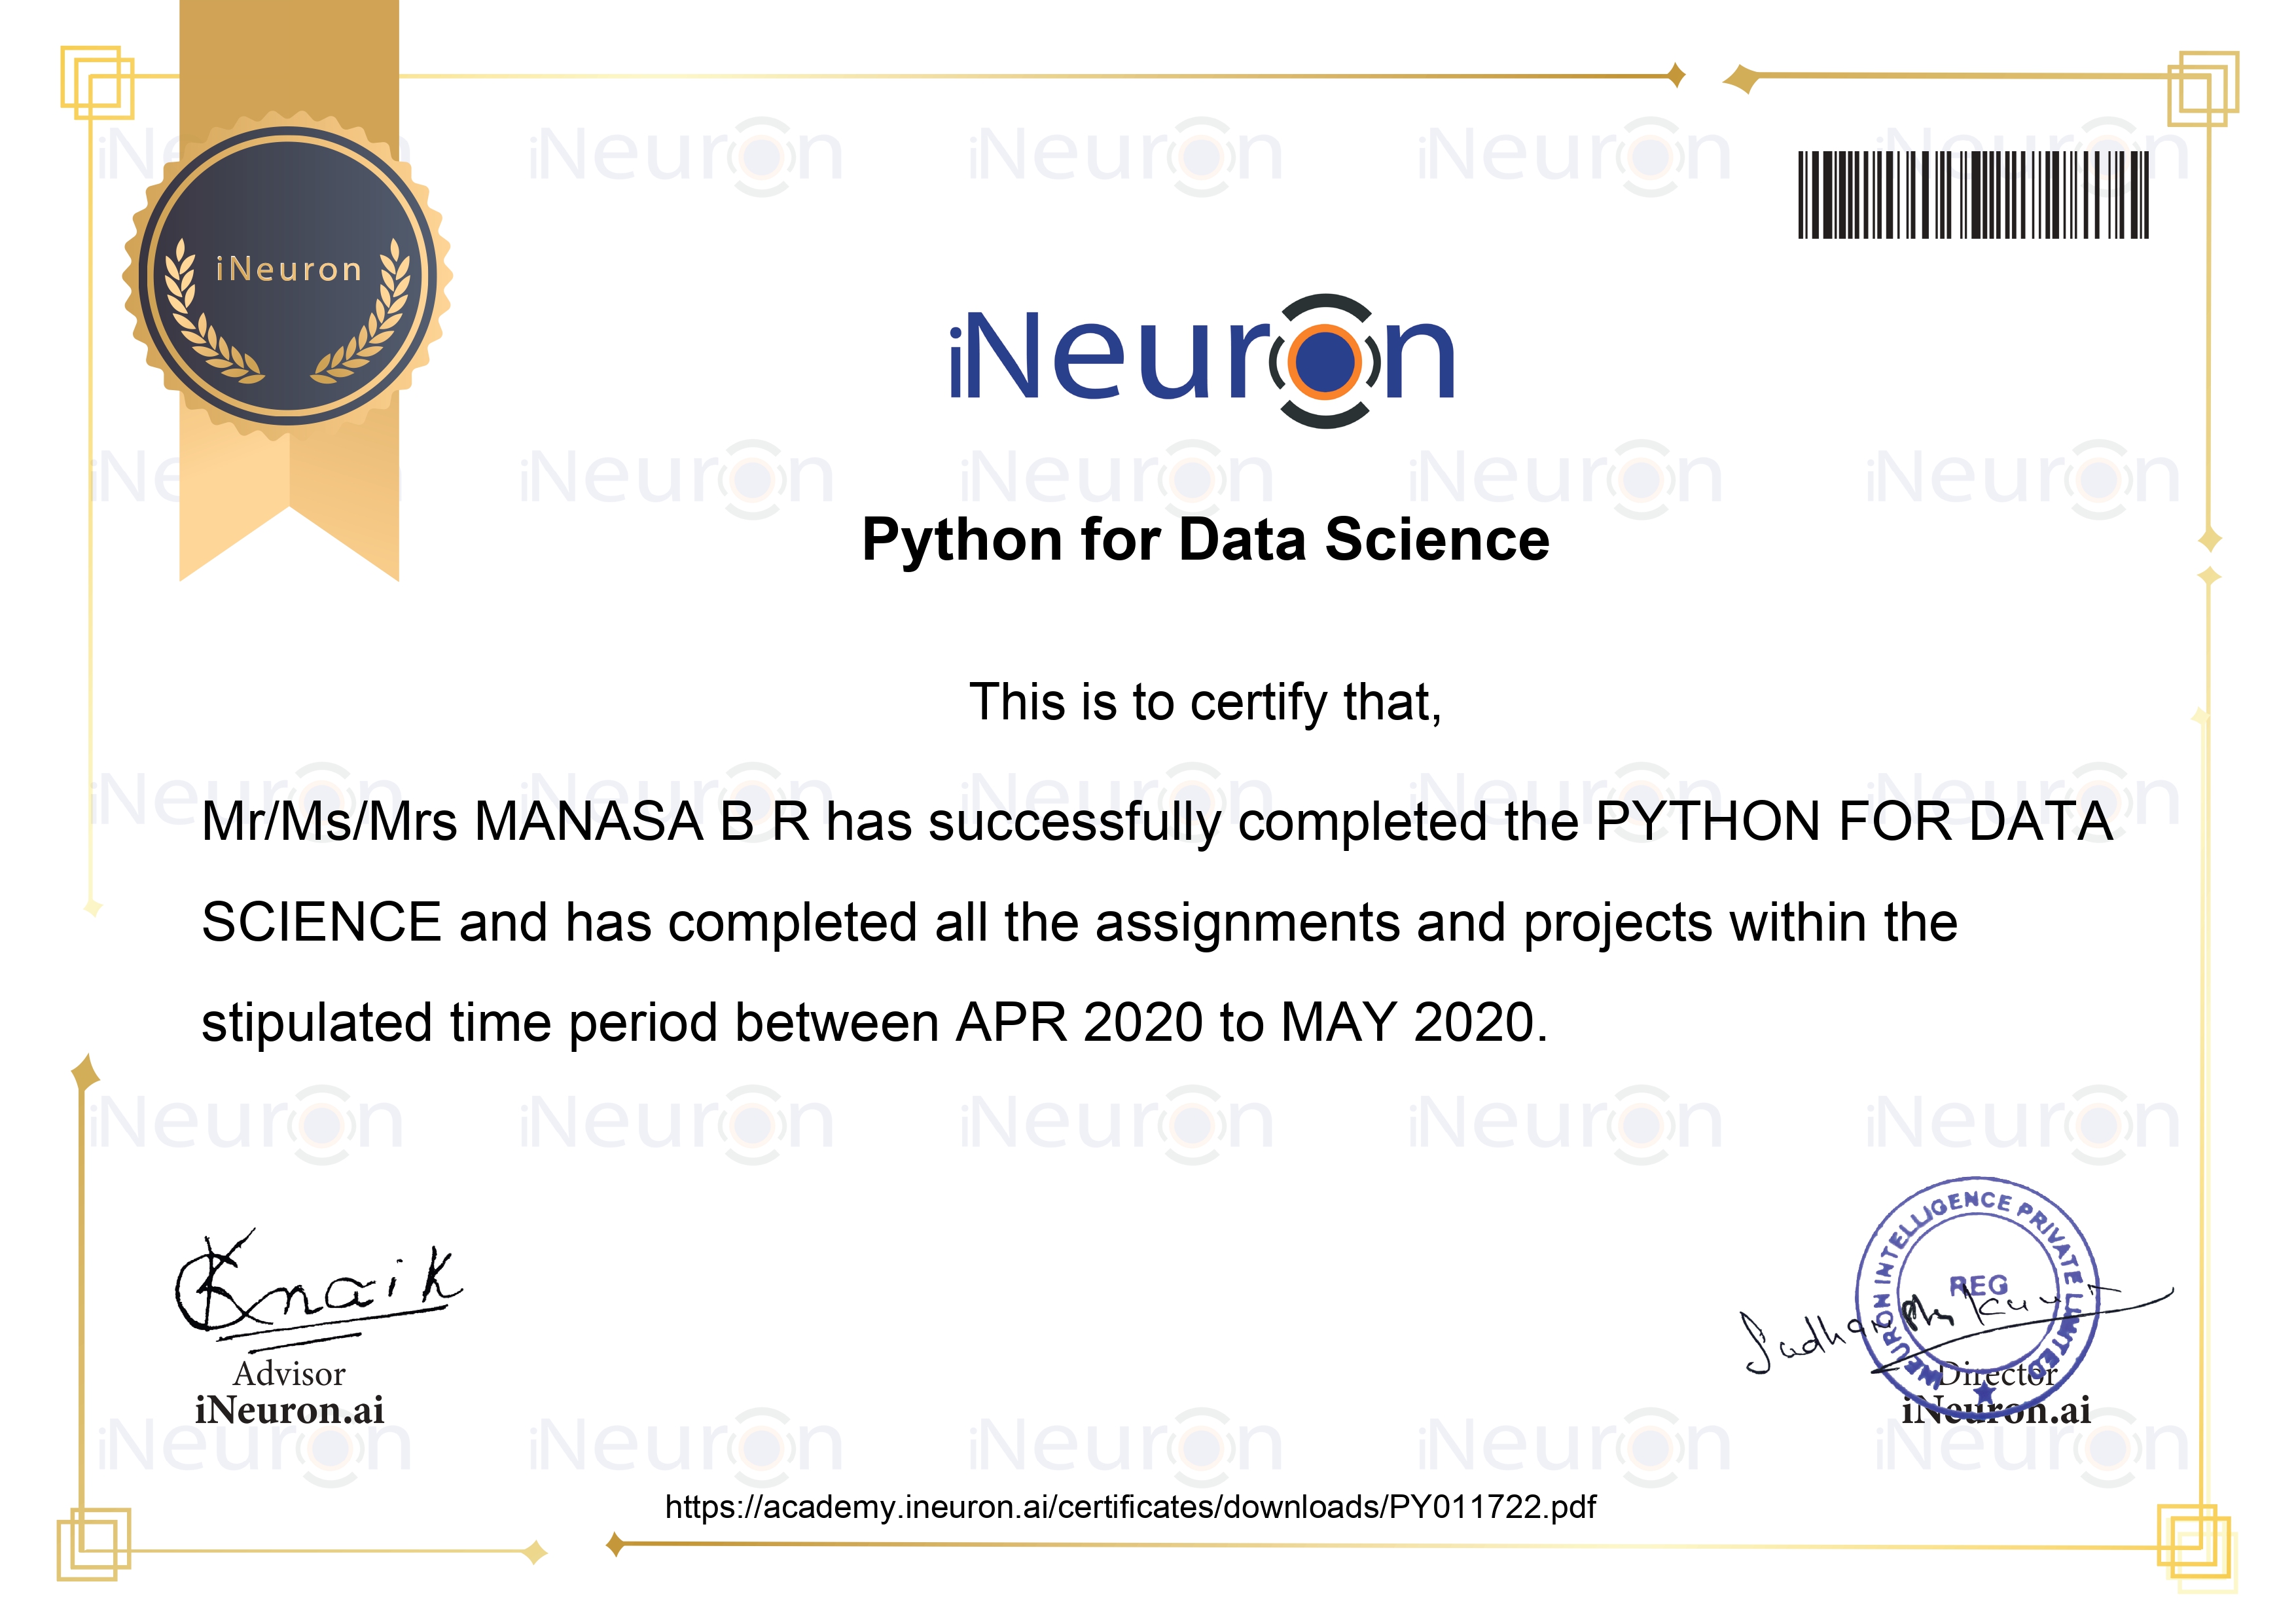 iNeuron
iNeuron
Python for Data Science
This is to certify that,
Mr/Ms/Mrs MANASA B R has successfully completed the PYTHON FOR DATA
SCIENCE and has completed all the assignments and projects within the
stipulated time period between APR 2020 to MAY 2020.
Knaik
Advisor
iNeuron.ai
INEURON INTELLIGENCE PRIVATE LIMITED
REG
Director
iNeuron.ai
https://academy.ineuron.ai/certificates/downloads/PY011722.pdf